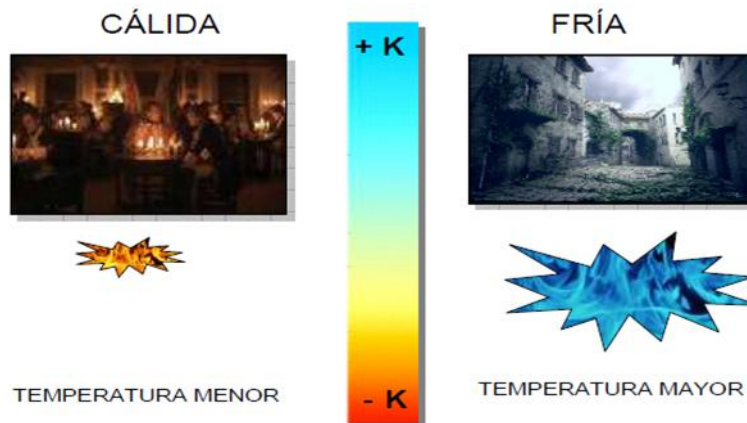 CÁLIDA
FRÍA
+ K
- K
TEMPERATURA MENOR
TEMPERATURA MAYOR